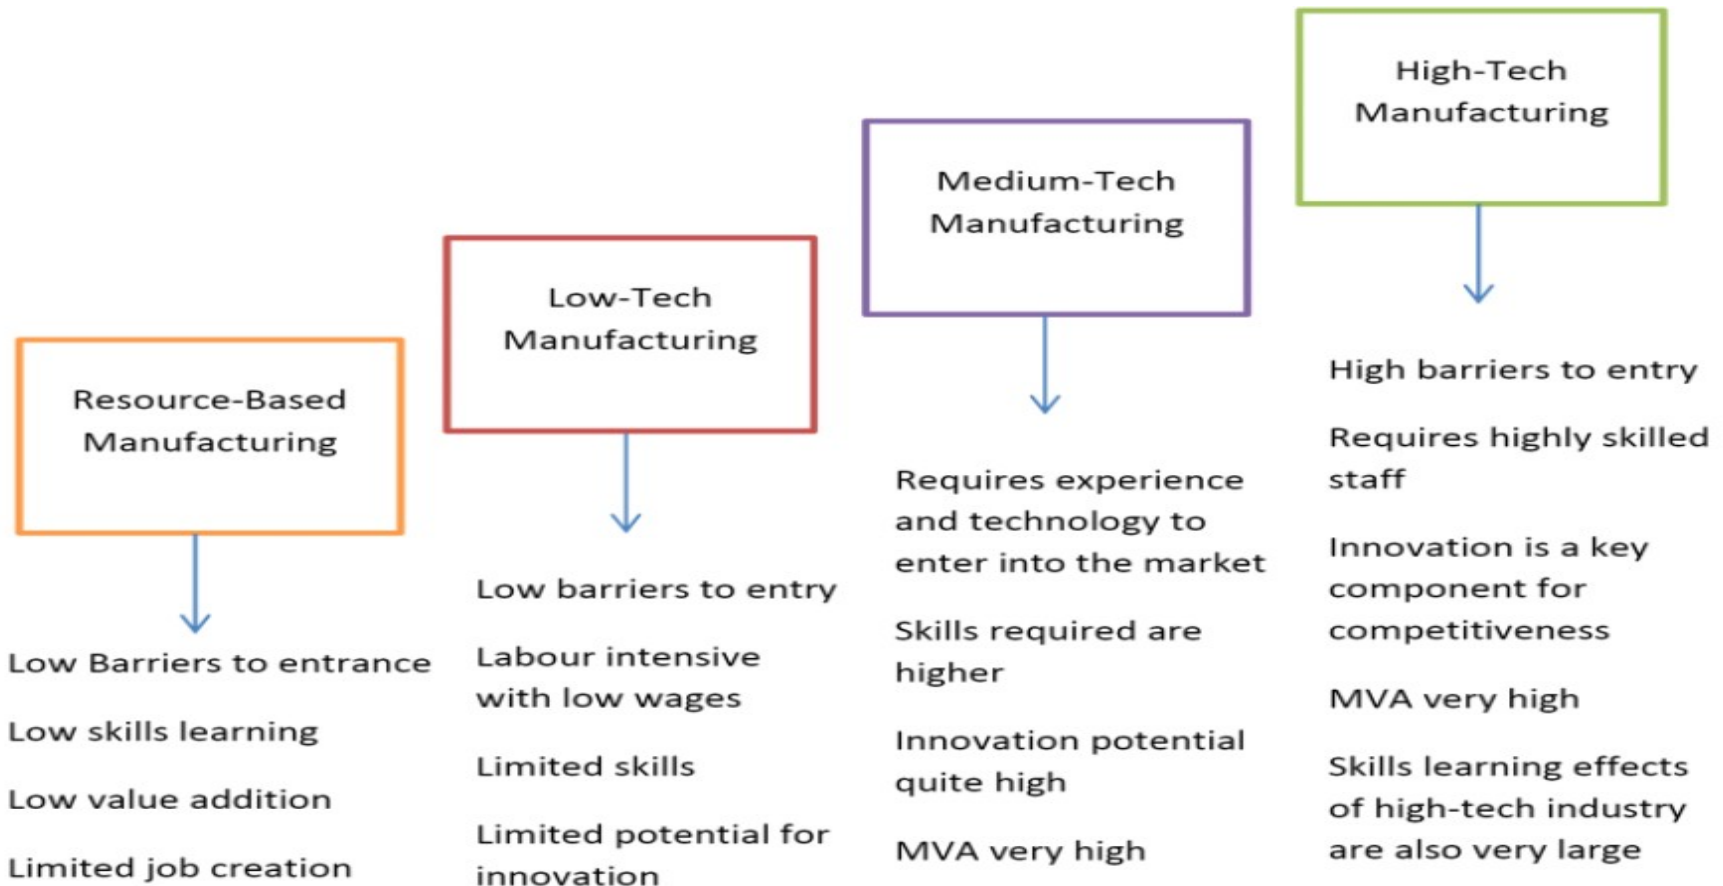 Resource-Based
Manufacturing
Low Barriers to entrance
Low skills learning
Low value addition
Limited job creation
Low-Tech
Manufacturing
Low barriers to entry
Labour intensive
with low wages
Limited skills
Limited potential for
innovation
Medium-Tech
Manufacturing
Requires experience
and technology to
enter into the market
Skills required are
higher
Innovation potential
quite high
MVA very high
High-Tech
Manufacturing
High barriers to entry
Requires highly skilled
staff
Innovation is a key
component for
competitiveness
MVA very high
Skills learning effects
of high-tech industry
are also very large